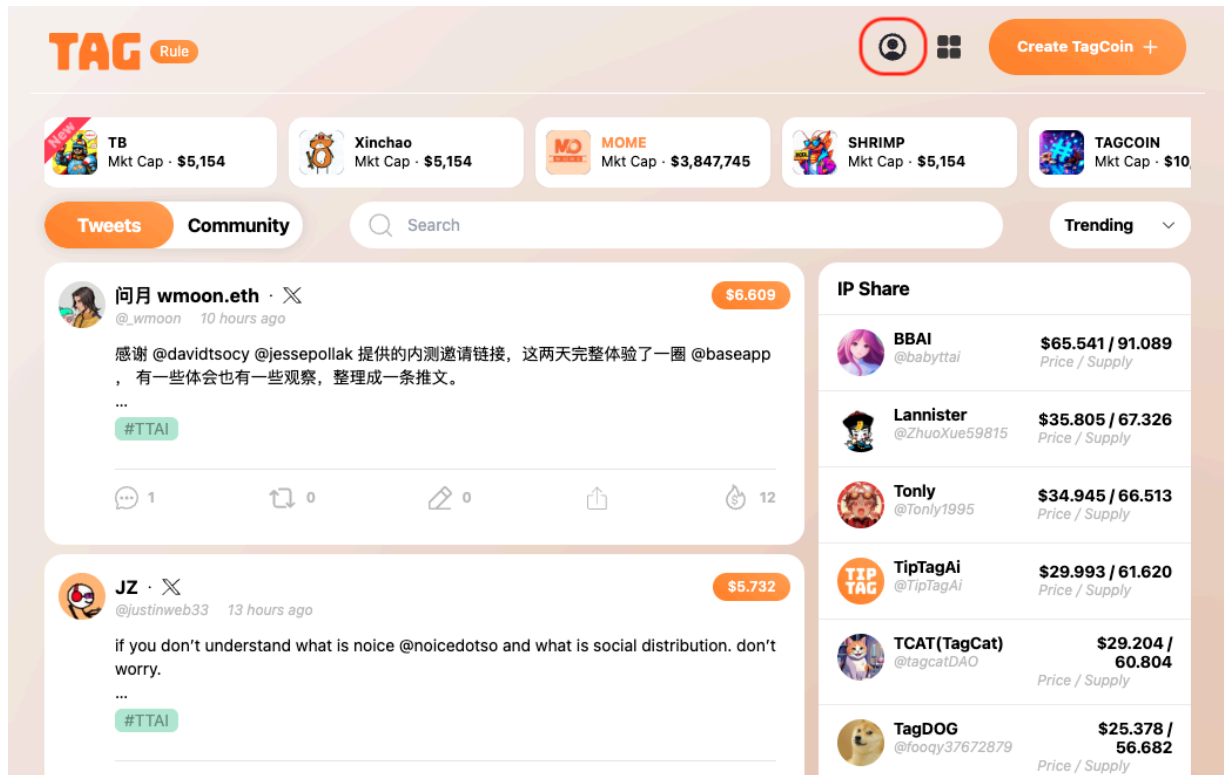 TAG Rule
Create TagCoin +
New
TB
Mkt Cap · $5,154
Xinchao
Mkt Cap · $5,154
MO
MOME
Mkt Cap · $3,847,745
SHRIMP
Mkt Cap · $5,154
TAGCOIN
Mkt Cap · $10,
Tweets
Community
Search
Trending
问月 wmoon.eth · X
$6.609
@_wmoon 10 hours ago
感谢 @davidtsocy @jessepollak 提供的内测邀请链接，这两天完整体验了一圈 @baseapp
， 有一些体会也有一些观察，整理成一条推文。
...
#TTAI
1
0
0
12
JZ · X
$5.732
@justinweb33 13 hours ago
if you don’t understand what is noice @noicedotso and what is social distribution. don’t
worry.
...
#TTAI
IP Share
BBAI
@babyttai
$65.541 / 91.089
Price / Supply
Lannister
@ZhuoXue59815
$35.805 / 67.326
Price / Supply
Tonly
@Tonly1995
$34.945 / 66.513
Price / Supply
TIP
TAG
TipTagAi
@TipTagAi
$29.993 / 61.620
Price / Supply
TCAT(TagCat)
@tagcatDAO
$29.204 /
60.804
Price / Supply
TagDOG
@fooqy37672879
$25.378 /
56.682
Price / Supply